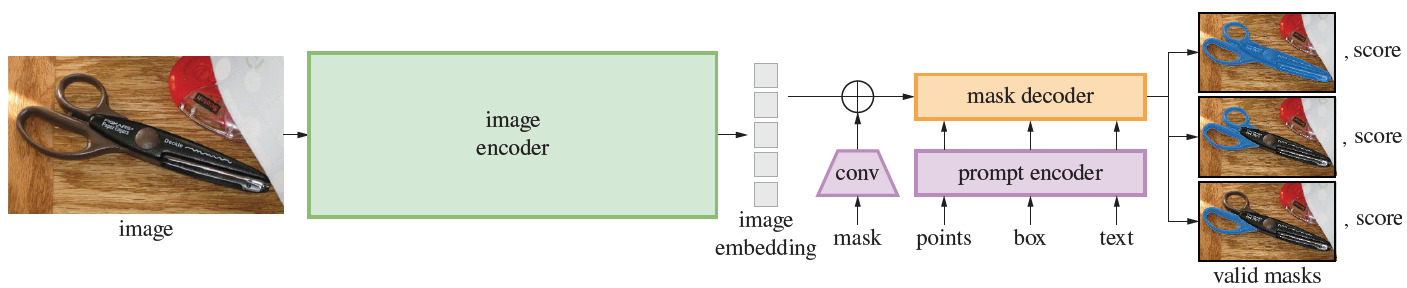 image
image
encoder
image
embedding
conv
mask
mask decoder
prompt encoder
points
box
text
, score
, score
, score
valid masks